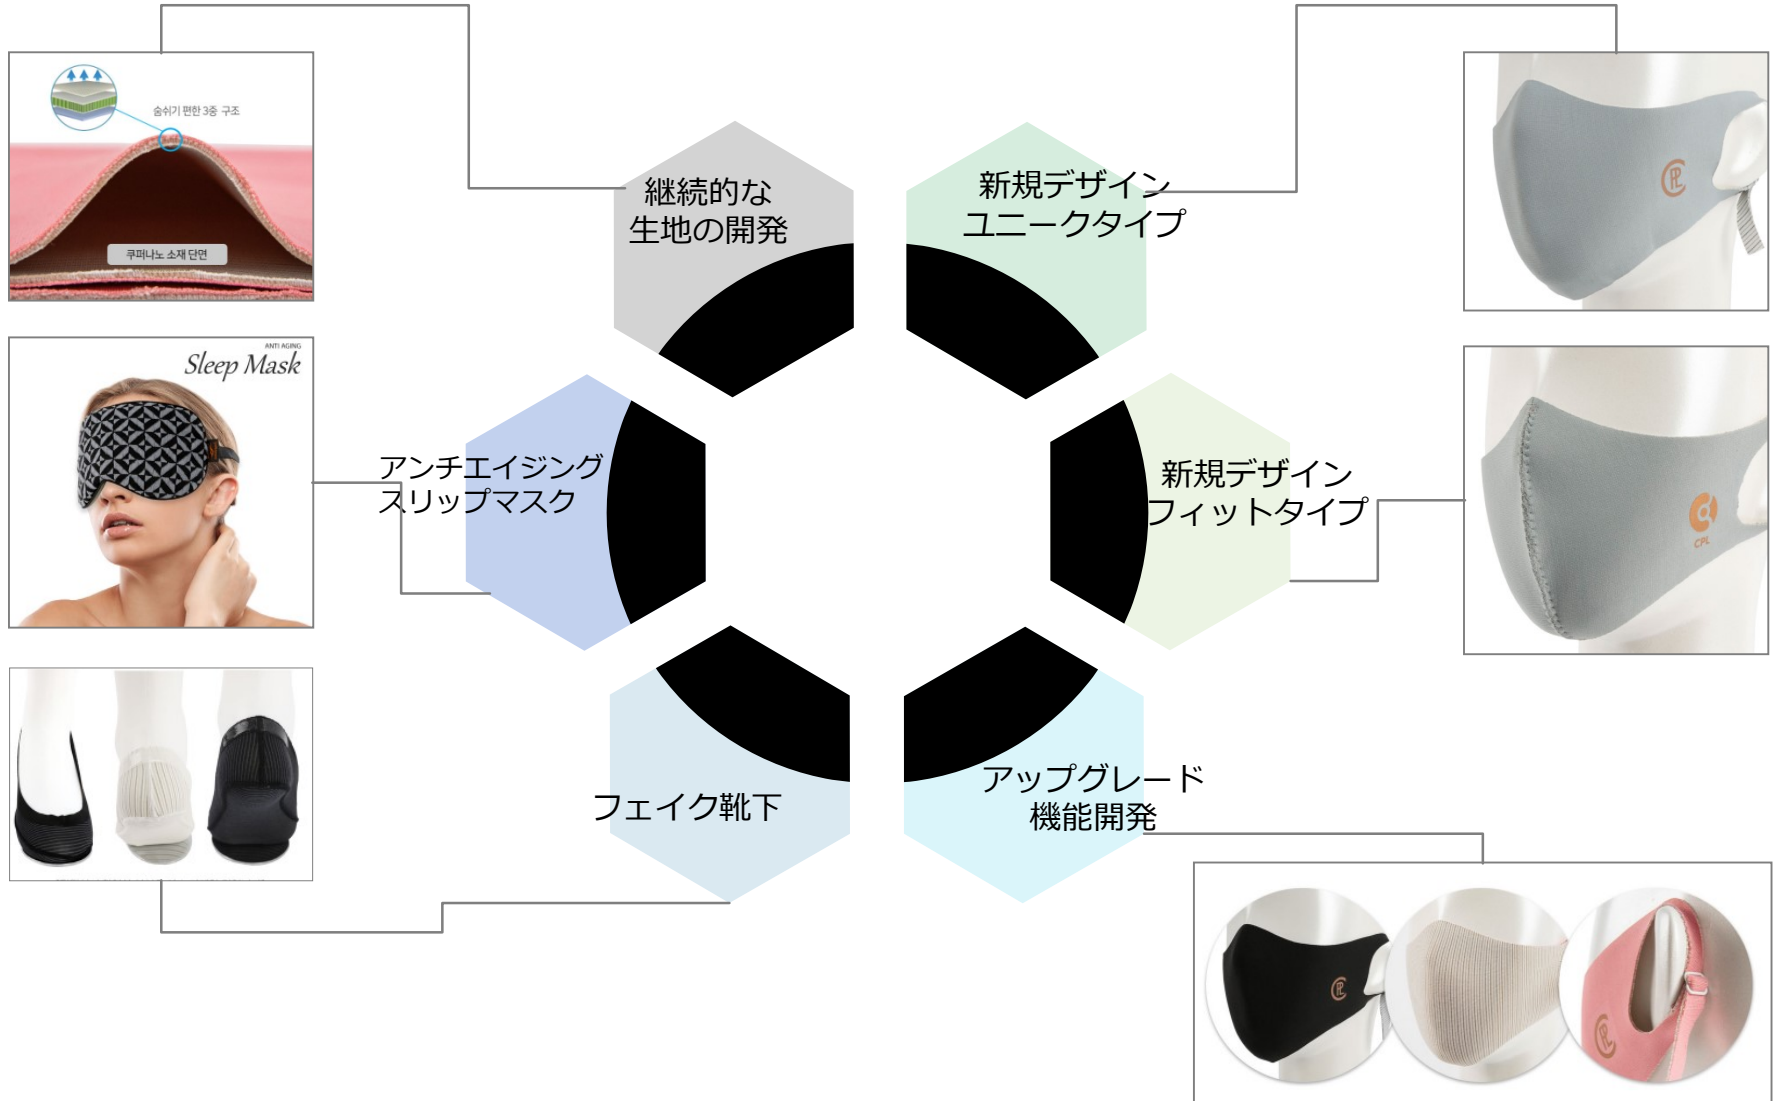 숨쉬기 편한 3중 구조
쿠퍼나노 소재 단면
継続的な
生地の開発
新規デザイン
ユニークタイプ
ANTI AGING
Sleep Mask
アンチエイジング
スリップマスク
新規デザイン
フィットタイプ
CPL
フェイク靴下
アップグレード
機能開発